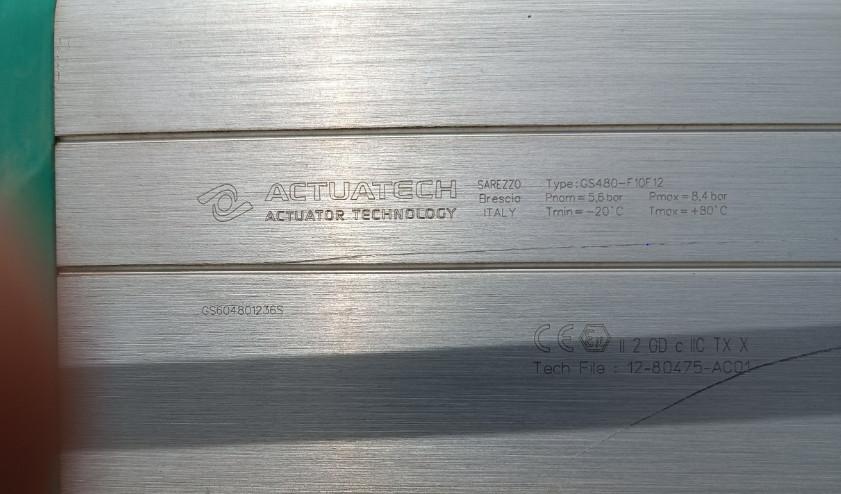 ACTUATECH
ACTUATOR TECHNOLOGY
SAREZZO
Brescia
ITALY
Type:GS480-F10F12
Pnom=5,6 bar Pmax=8,4 bar
Tmin=-20°C Tmax=+80°C
GS604801236S
CE Ex II 2 GD c IIC TX X
Tech File : 12-80475-AC01